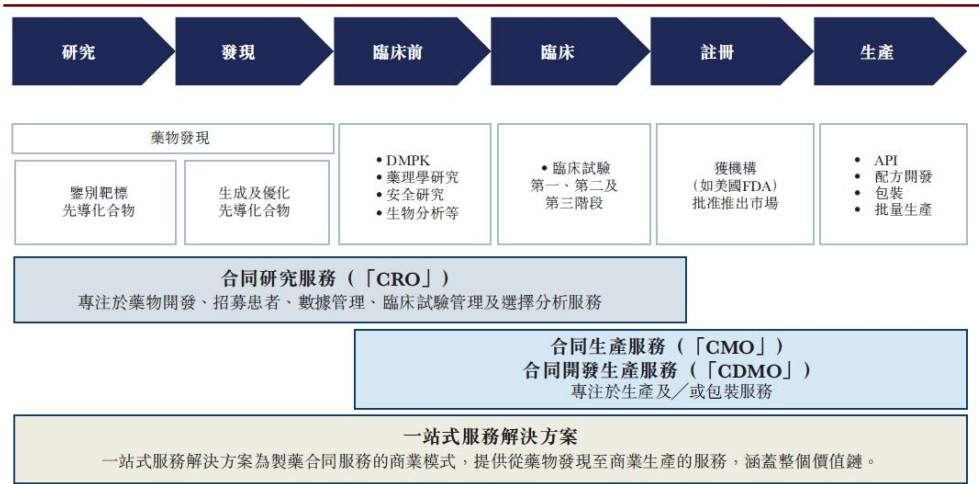 研究
發現
臨床前
臨床
註冊
生產
藥物發現
鑒別靶標
先導化合物
生成及優化
先導化合物
• DMPK
• 藥理學研究
• 安全研究
• 生物分析等
• 臨床試驗
第一、第二及
第三階段
獲機構
(如美國FDA)
批准推出市場
• API
• 配方開發
• 包裝
• 批量生產
合同研究服務（「CRO」）
專注於藥物開發、招募患者、數據管理、臨床試驗管理及選擇分析服務
合同生產服務（「CMO」）
合同開發生產服務（「CDMO」）
專注於生產及／或包裝服務
一站式服務解決方案
一站式服務解決方案為製藥合同服務的商業模式，提供從藥物發現至商業生產的服務，涵蓋整個價值鏈。